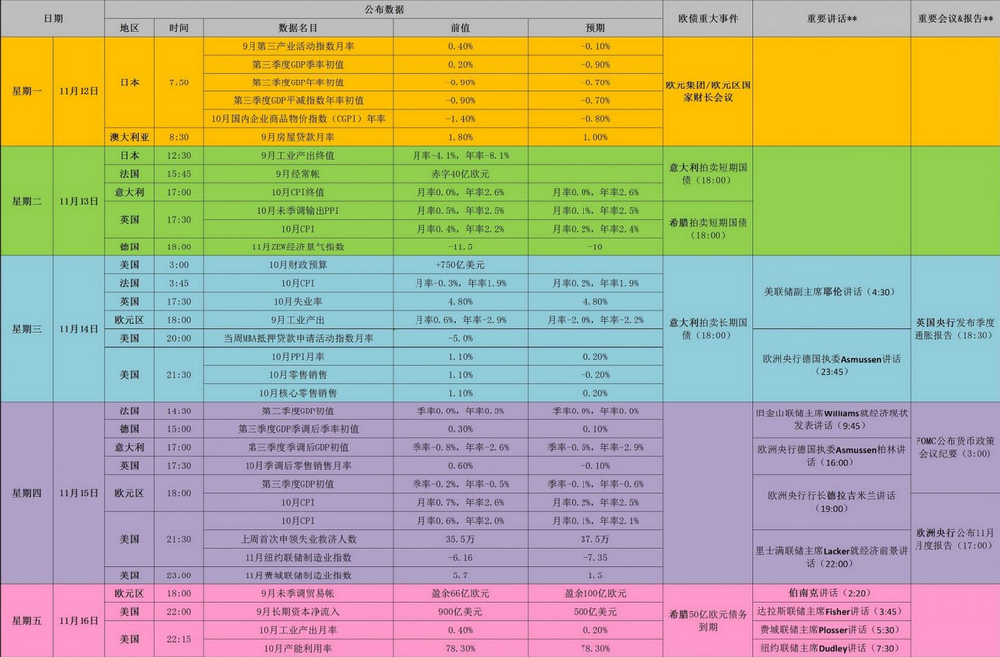 日期 公布数据 欧债重大事件 重要讲话** 重要会议&报告**
地区 时间 数据名目 前值 预期
星期一 11月12日 日本 7:50 9月第三产业活动指数月率 0.40% -0.10% 欧元集团/欧元区国家财长会议
第三季度GDP季率初值 0.20% -0.90%
第三季度GDP年率初值 -0.90% -0.70%
第三季度GDP平减指数年率初值 -0.90% -0.70%
10月国内企业商品物价指数（CGPI）年率 -1.40% -0.80%
澳大利亚 8:30 9月房屋贷款月率 1.80% 1.00%
星期二 11月13日 日本 12:30 9月工业产出终值 月率-4.1%, 年率-8.1% 意大利拍卖短期国债（18:00）
法国 15:45 9月经常帐 赤字40亿欧元
意大利 17:00 10月CPI终值 月率0.0%, 年率2.6% 月率0.0%, 年率2.6%
英国 17:30 10月未季调输出PPI 月率0.5%, 年率2.5% 月率0.1%, 年率2.5% 希腊拍卖短期国债（18:00）
10月CPI 月率0.4%, 年率2.2% 月率0.2%, 年率2.4%
德国 18:00 11月ZEW经济景气指数 -11.5 -10
星期三 11月14日 美国 3:00 10月财政预算 +750亿美元 意大利拍卖长期国债（18:00） 美联储副主席耶伦讲话（4:30） 英国央行发布季度通胀报告（18:30）
法国 3:45 10月CPI 月率-0.3%, 年率1.9% 月率0.2%, 年率1.9%
英国 17:30 10月失业率 4.80% 4.80%
欧元区 18:00 9月工业产出 月率0.6%, 年率-2.9% 月率-2.0%, 年率-2.2%
美国 20:00 当周MBA抵押贷款申请活动指数月率 -5.0% 欧洲央行德国执委Asmussen讲话（23:45）
美国 21:30 10月PPI月率 1.10% 0.20%
10月零售销售 1.10% -0.20%
10月核心零售销售 1.10% 0.20%
星期四 11月15日 法国 14:30 第三季度GDP初值 季率0.0%, 年率0.3% 季率0.0%, 年率0.0% 旧金山联储主席Williams就经济现状发表讲话（9:45） FOMC公布货币政策会议纪要（3:00）
德国 15:00 第三季度GDP季调后季率初值 0.30% 0.10%
意大利 17:00 第三季度季调后GDP初值 季率-0.8%, 年率-2.6% 季率-0.5%, 年率-2.9% 欧洲央行德国执委Asmussen柏林讲话（16:00）
英国 17:30 10月季调后零售销售月率 0.60% -0.10%
欧元区 18:00 第三季度GDP初值 季率-0.2%, 年率-0.5% 季率-0.1%, 年率-0.6% 欧洲央行行长德拉吉米兰讲话（19:00） 欧洲央行公布11月月度报告（17:00）
10月CPI 月率0.7%, 年率2.6% 月率0.2%, 年率2.5%
美国 21:30 10月CPI 月率0.6%, 年率2.0% 月率0.1%, 年率2.1%
上周首次申领失业救济人数 35.5万 37.5万 里士满联储主席Lacker就经济前景讲话（22:00）
11月纽约联储制造业指数 -6.16 -7.35
美国 23:00 11月费城联储制造业指数 5.7 1.5
星期五 11月16日 欧元区 18:00 9月未季调贸易帐 盈余66亿欧元 盈余100亿欧元 希腊50亿欧元债务到期 伯南克讲话（2:20）
美国 22:00 9月长期资本净流入 900亿美元 500亿美元 达拉斯联储主席Fisher讲话（3:45）
美国 22:15 10月工业产出月率 0.40% 0.20% 费城联储主席Plosser讲话（5:30）
10月产能利用率 78.30% 78.30% 纽约联储主席Dudley讲话（7:30）